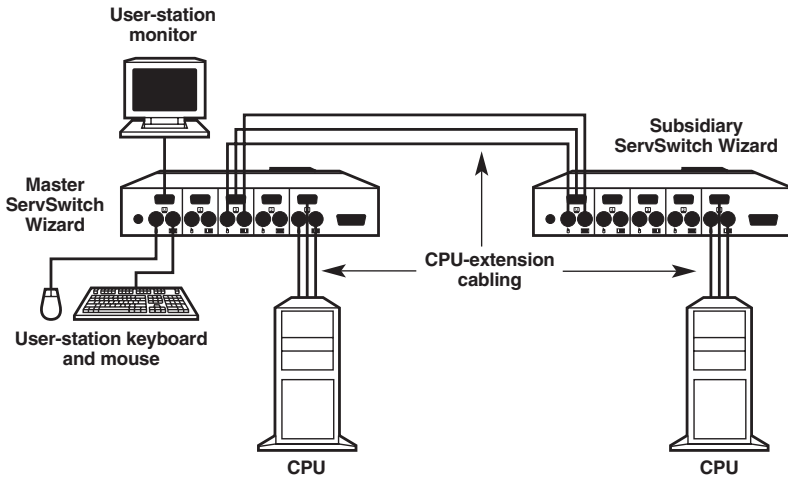 User-station
monitor
Master
ServSwitch
Wizard
Subsidiary
ServSwitch Wizard
CPU-extension
cabling
User-station keyboard
and mouse
CPU
CPU